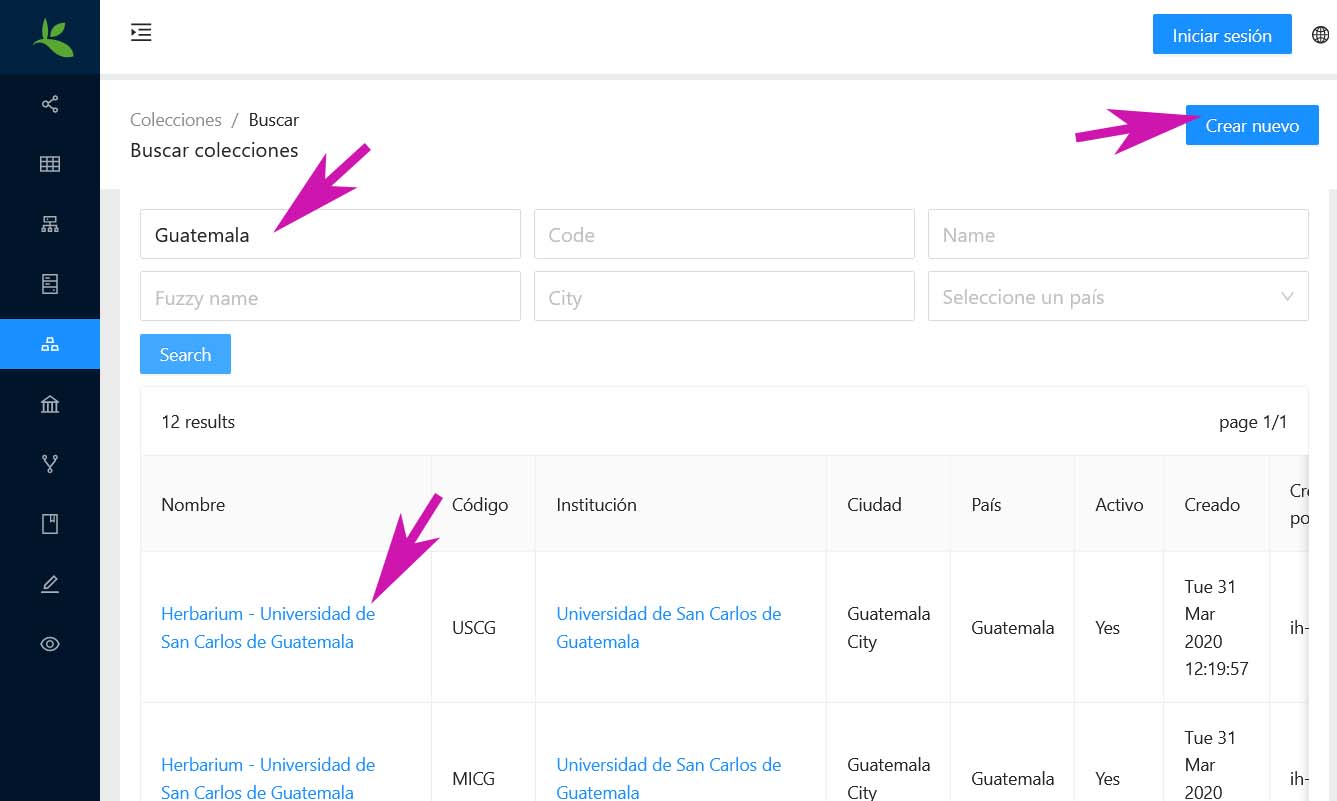 Iniciar sesión
Colecciones / Buscar
Buscar colecciones
Crear nuevo
Guatemala
Code
Name
Fuzzy name
City
Seleccione un país
Search
12 results
page 1/1
Nombre
Código
Institución
Ciudad
País
Activo
Creado
Herbarium - Universidad de
San Carlos de Guatemala
USCG
Universidad de San Carlos de
Guatemala
Guatemala
City
Guatemala
Yes
Tue 31
Mar
2020
12:19:57
ih-
Herbarium - Universidad de
San Carlos de Guatemala
MICG
Universidad de San Carlos de
Guatemala
Guatemala
City
Guatemala
Yes
Tue 31
Mar
2020
ih-